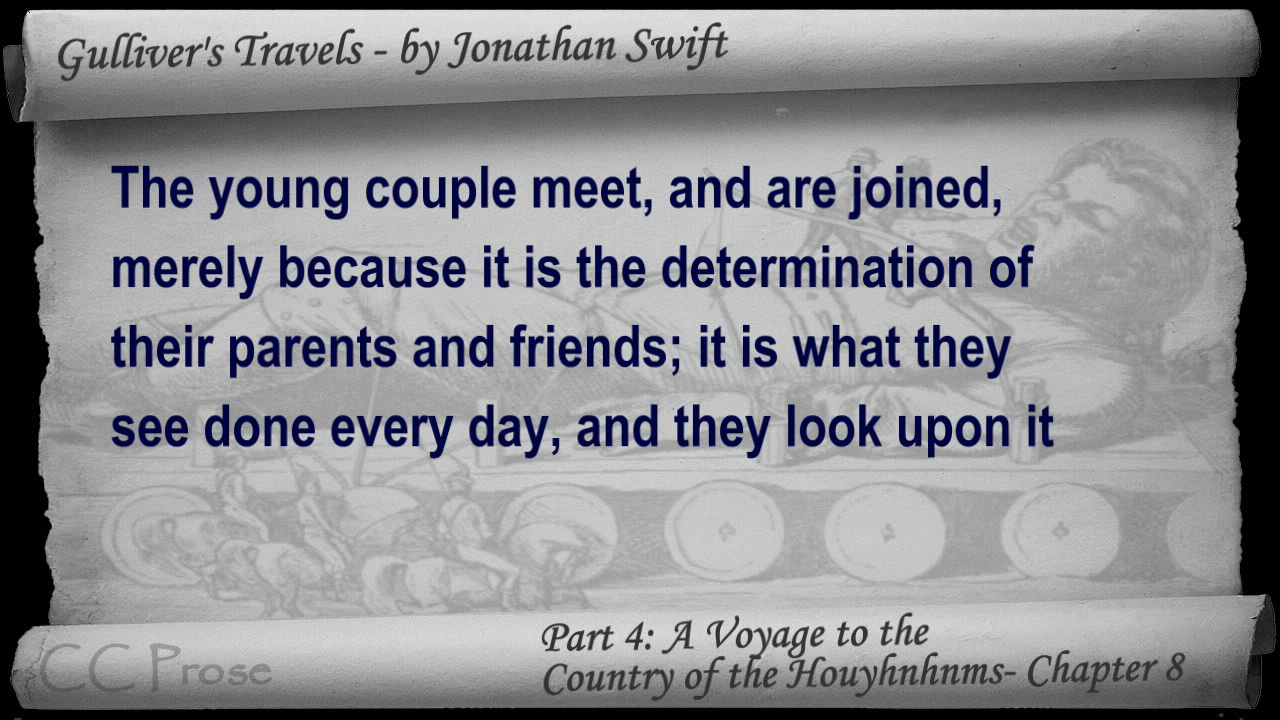 Gulliver's Travels - by Jonathan Swift
The young couple meet, and are joined,
merely because it is the determination of
their parents and friends; it is what they
see done every day, and they look upon it
CC Prose
Part 4: A Voyage to the
Country of the Houyhnhnms- Chapter 8